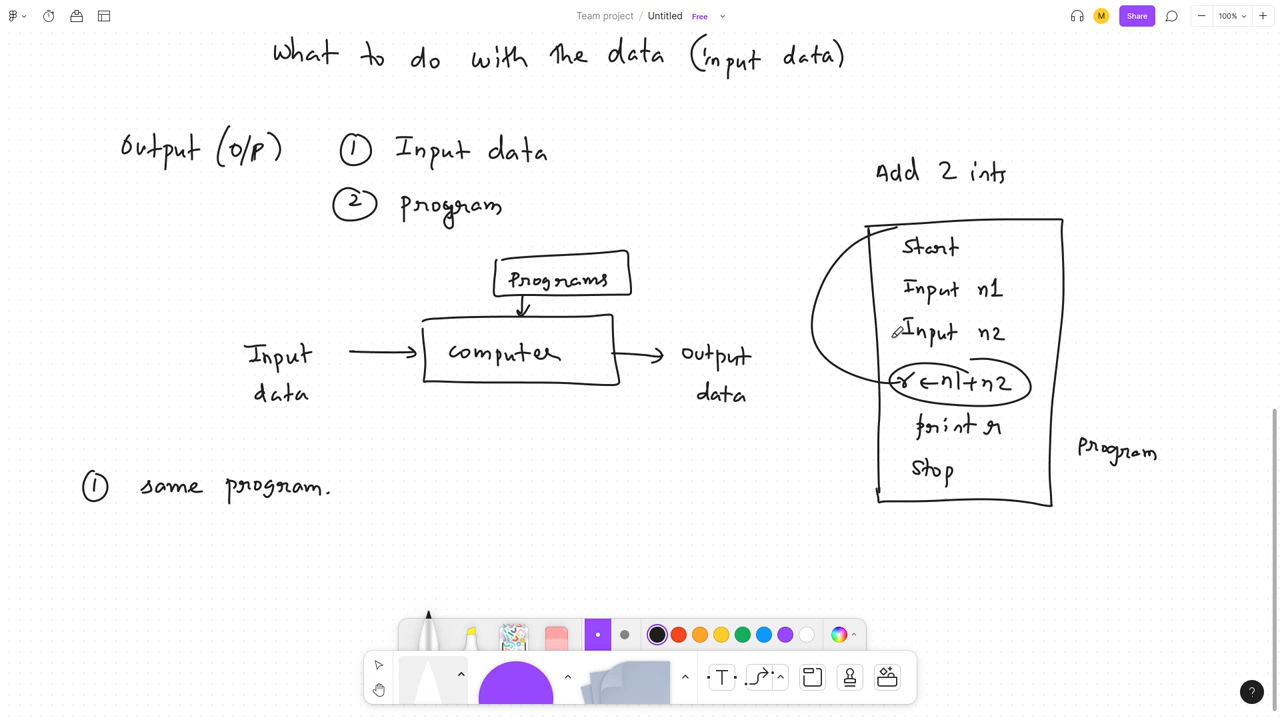 Team project / Untitled Free
M
Share
100%
What to do with the data (input data)
Output (O/P) ① Input data
② program
Add 2 ints
Start
Input n1
Input n2
r ← n1+n2
print r
Stop
program
Programs
Input data
computer
output data
① same program.
T
?